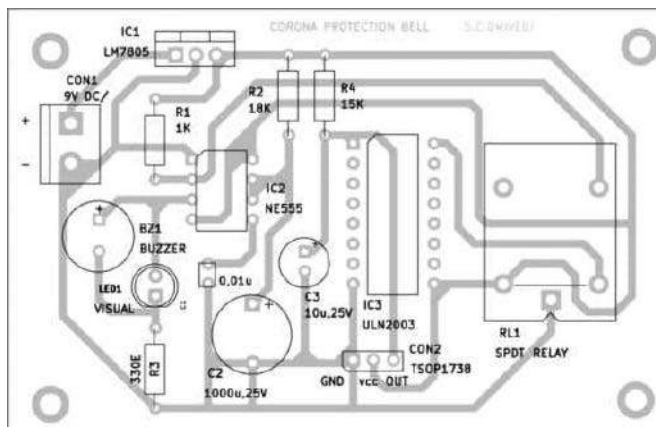 CORONA PROTECTION BELL
IC1
LM7805
CON1
9V DC/
+
-
R1
1K
R2
18K
R4
15K
IC2
NE555
+
BZ1
BUZZER
LED1
VISUAL
C1
0,01u
+
C3
10u,25V
IC3
ULN2003
RL1
SPDT RELAY
330E
R3
+
C2
1000u,25V
CON2
TSOP1738
GND
VCC
OUT